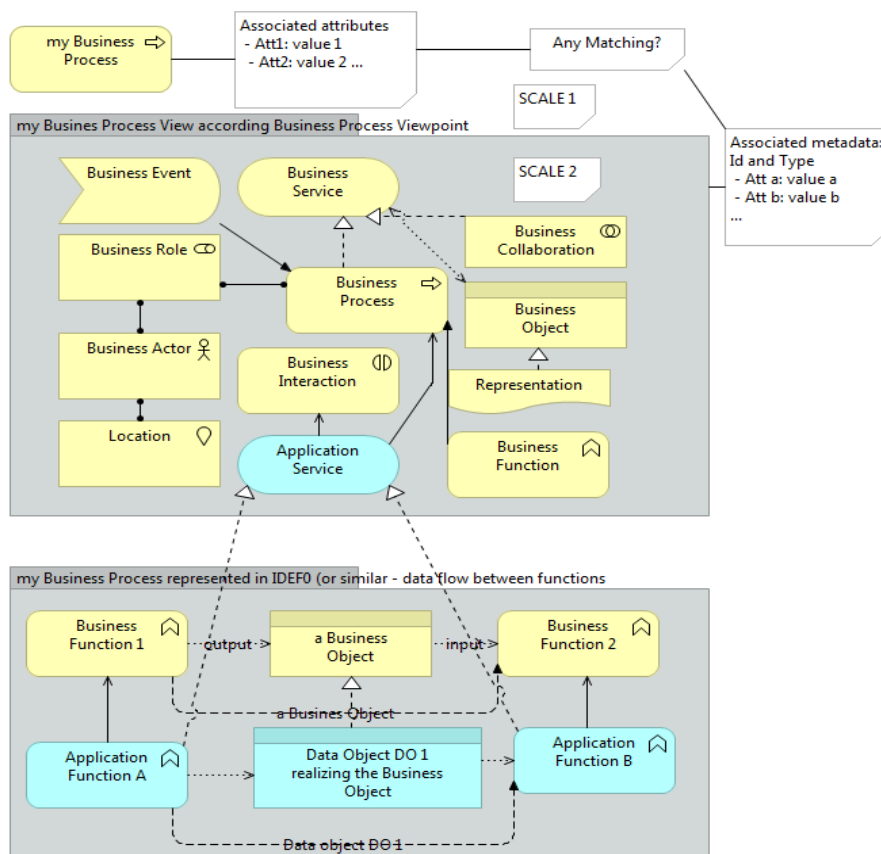 my Business
Process
Associated attributes
- Att1: value 1
- Att2: value 2 ...
Any Matching?
SCALE 1
my Busines Process View according Business Process Viewpoint
Associated metadata:
Id and Type
- Att a: value a
- Att b: value b
...
Business Event
Business
Service
SCALE 2
Business Role
Business
Collaboration
Business
Process
Business
Object
Business Actor
Business
Interaction
Representation
Location
Application
Service
Business
Function
my Business Process represented in IDEF0 (or similar - data flow between functions
Business
Function 1
output
a Business
Object
input
Business
Function 2
a Busines Object
Application
Function A
Data Object DO 1
realizing the Business
Object
Application
Function B
Data object DO 1